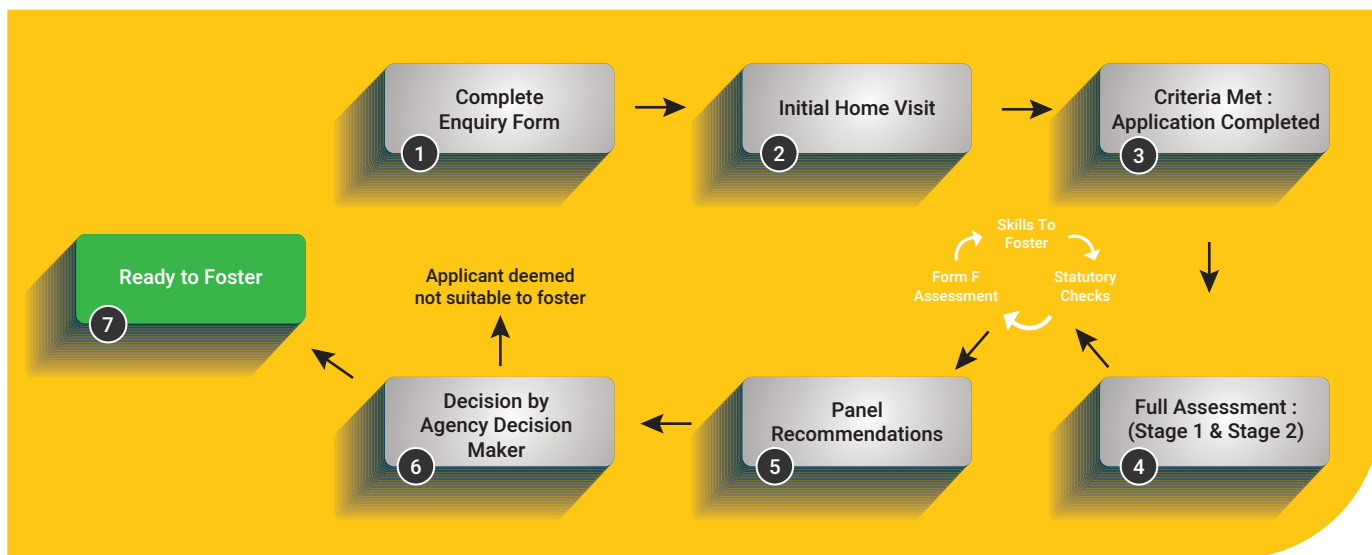 Complete
Enquiry Form
1
Initial Home Visit
2
Criteria Met :
Application Completed
3
Skills To
Foster
Form F
Assessment
Statutory
Checks
Full Assessment :
(Stage 1 & Stage 2)
4
Panel
Recommendations
5
Decision by
Agency Decision
Maker
6
Applicant deemed
not suitable to foster
Ready to Foster
7